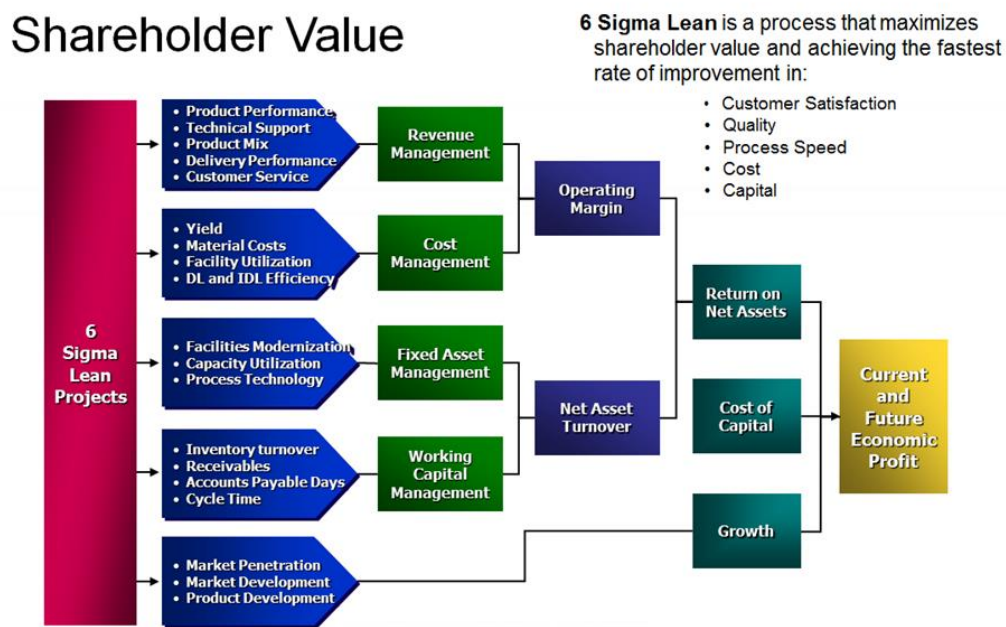 Shareholder Value
6 Sigma Lean is a process that maximizes
shareholder value and achieving the fastest
rate of improvement in:
• Customer Satisfaction
• Quality
• Process Speed
• Cost
• Capital
6
Sigma
Lean
Projects
• Product Performance
• Technical Support
• Product Mix
• Delivery Performance
• Customer Service
Revenue
Management
• Yield
• Material Costs
• Facility Utilization
• DL and IDL Efficiency
Cost
Management
Operating
Margin
• Facilities Modernization
• Capacity Utilization
• Process Technology
Fixed Asset
Management
• Inventory turnover
• Receivables
• Accounts Payable Days
• Cycle Time
Working
Capital
Management
Net Asset
Turnover
• Market Penetration
• Market Development
• Product Development
Return on
Net Assets
Cost of
Capital
Growth
Current
and
Future
Economic
Profit